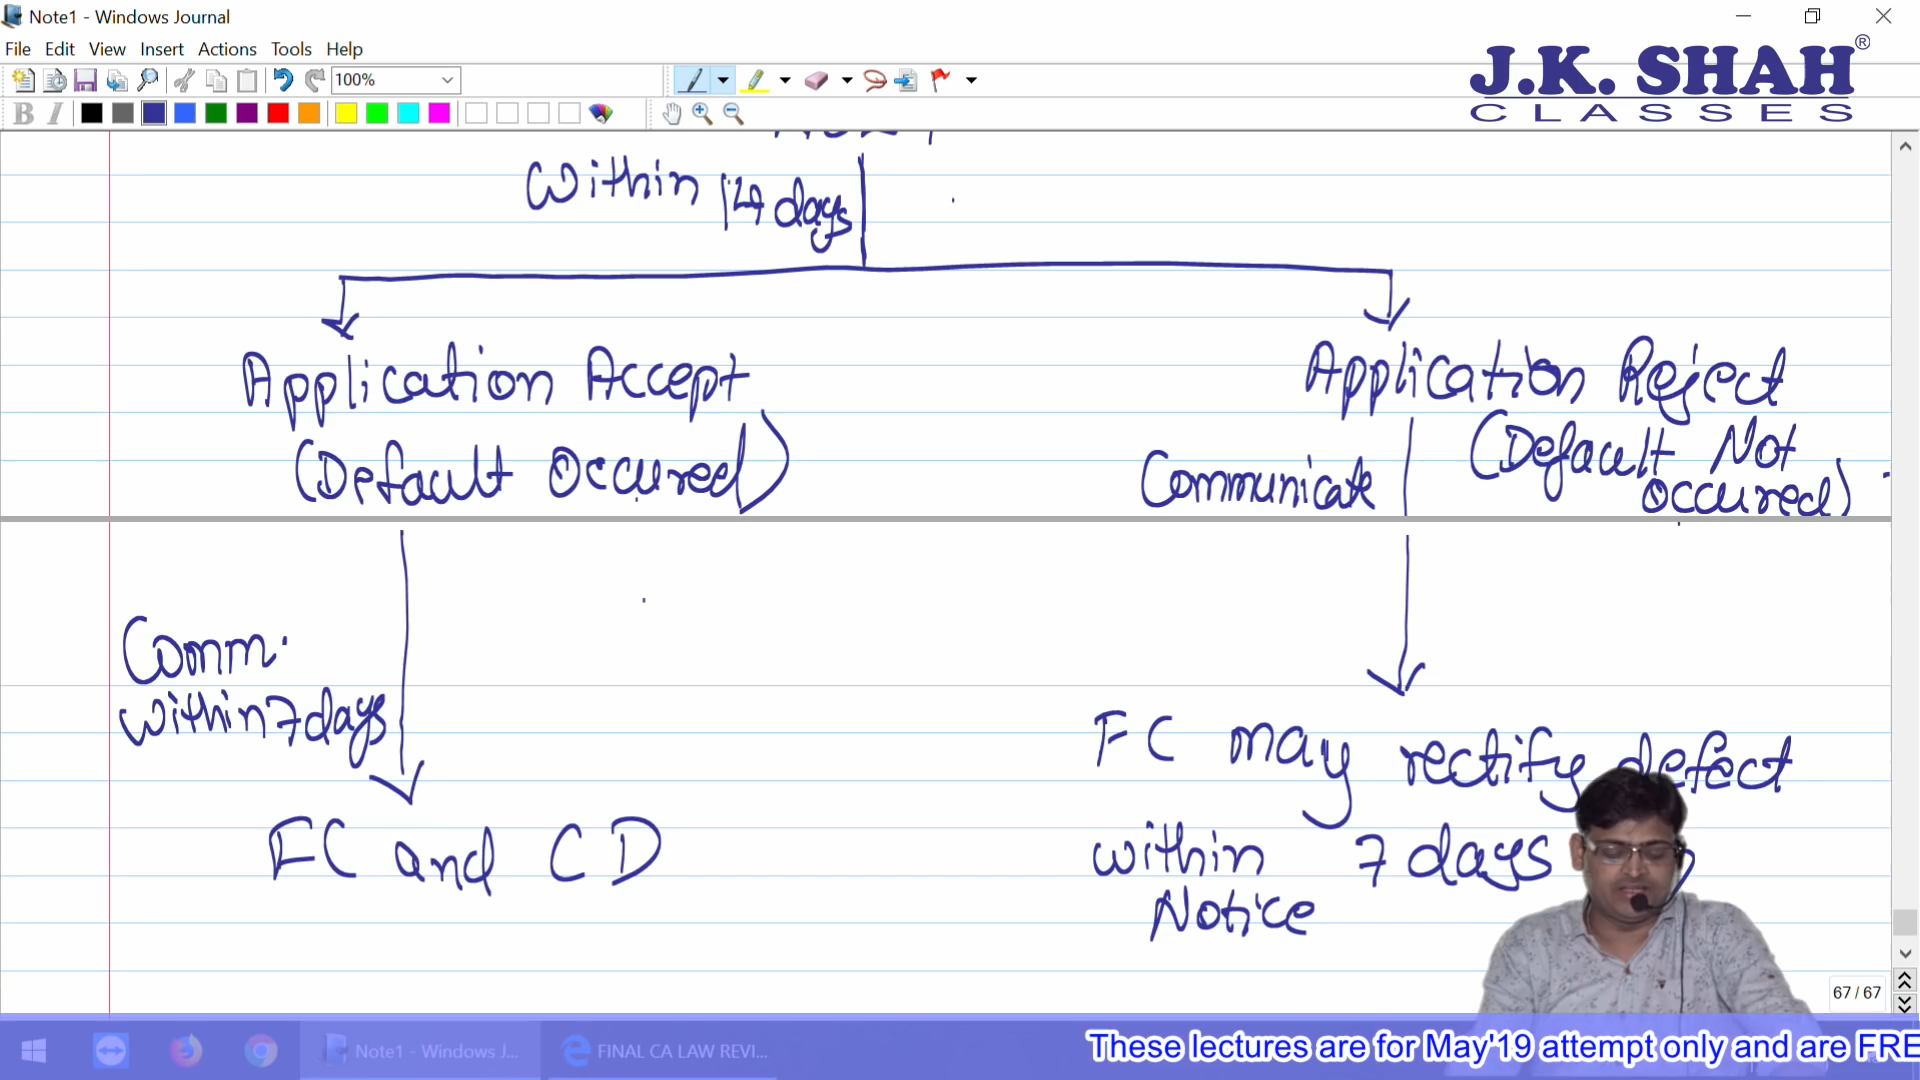 Note1 - Windows Journal
File Edit View Insert Actions Tools Help
100%
B I
J.K. SHAH®
CLASSES
Within 14 days
Application Accept
(Default Occured)
Application Reject
(Default Not
Occured)
Communicate
Comm.
within 7 days
FC and CD
FC may rectify defect
within 7 days
Notice
67 / 67
Note1 - Windows J...
FINAL CA LAW REVI...
These lectures are for May'19 attempt only and are FRE